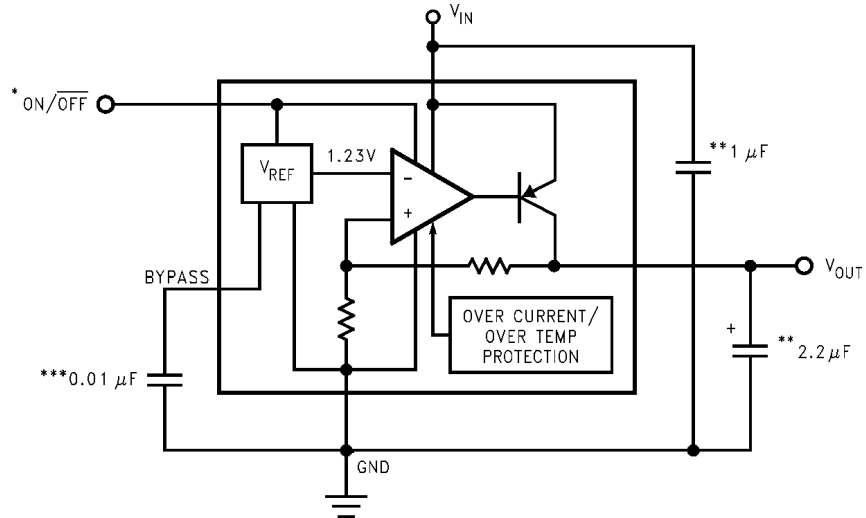 V_IN
*ON/O̅F̅F̅
**1 μF
V_REF
1.23V
-
+
BYPASS
V_OUT
OVER CURRENT/
OVER TEMP
PROTECTION
+
**2.2 μF
***0.01 μF
GND